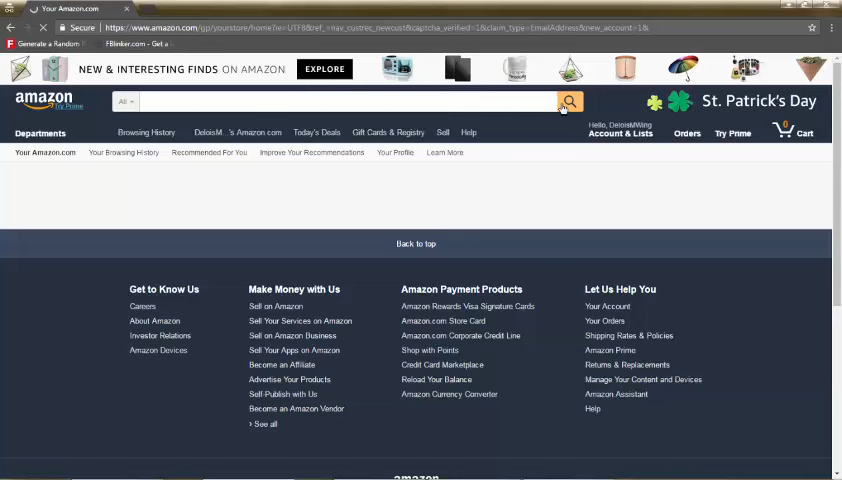 Your Amazon.com
Secure https://www.amazon.com/gp/yourstore/home?ie=UTF8&ref_=nav_custrec_newcust&captcha_verified=1&claim_type=EmailAddress&new_account=1&
Generate a Random FBlinker.com - Get a
NEW & INTERESTING FINDS ON AMAZON EXPLORE
amazon
Try Prime
All
St. Patrick's Day
Departments
Browsing History DeloisM...'s Amazon.com Today's Deals Gift Cards & Registry Sell Help
Hello, DeloisMWing
Account & Lists Orders Try Prime 0 Cart
Your Amazon.com Your Browsing History Recommended For You Improve Your Recommendations Your Profile Learn More
Back to top
Get to Know Us
Careers
About Amazon
Investor Relations
Amazon Devices
Make Money with Us
Sell on Amazon
Sell Your Services on Amazon
Sell on Amazon Business
Sell Your Apps on Amazon
Become an Affiliate
Advertise Your Products
Self-Publish with Us
Become an Amazon Vendor
› See all
Amazon Payment Products
Amazon Rewards Visa Signature Cards
Amazon.com Store Card
Amazon.com Corporate Credit Line
Shop with Points
Credit Card Marketplace
Reload Your Balance
Amazon Currency Converter
Let Us Help You
Your Account
Your Orders
Shipping Rates & Policies
Amazon Prime
Returns & Replacements
Manage Your Content and Devices
Amazon Assistant
Help
amazon